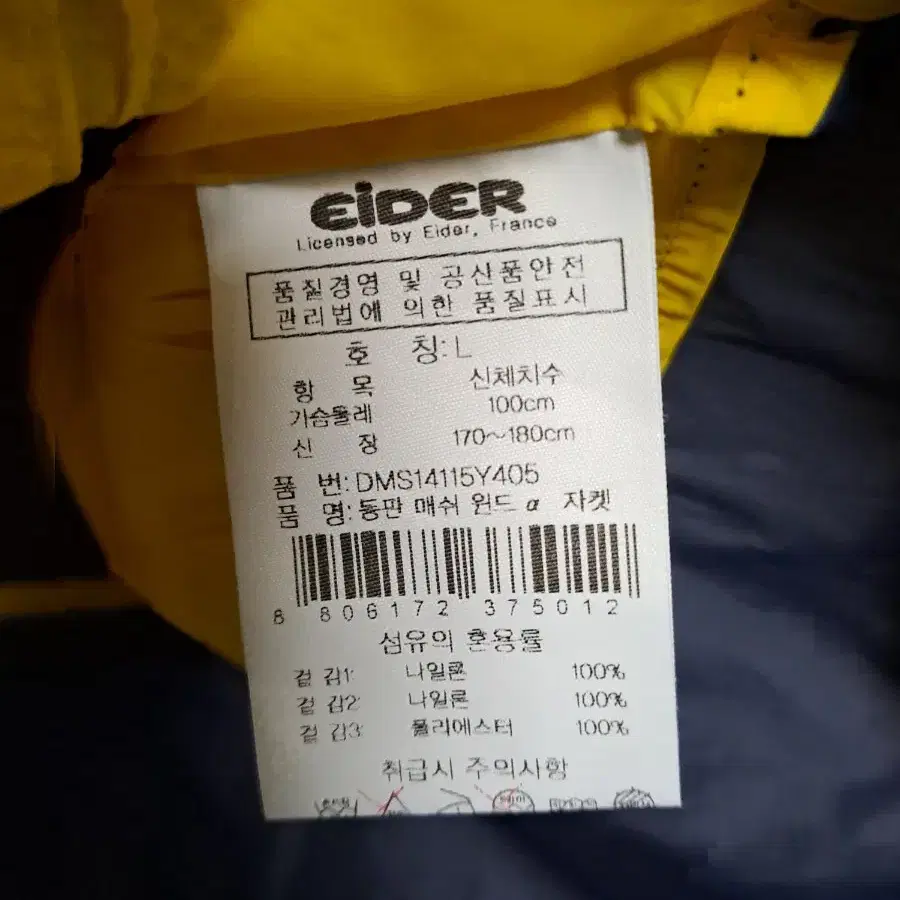 EiDER
Licensed by Eider, France
품질경영 및 공산품안전
관리법에 의한 품질표시
호 칭: L
항 목 신체치수
가슴둘레 100cm
신 장 170~180cm
품 번: DMS14115Y405
품 명: 동판 매쉬 윈드 α 자켓
8 806172 375012
섬유의 혼용률
겉 감1: 나일론 100%
겉 감2: 나일론 100%
겉 감3: 폴리에스터 100%
취급시 주의사항